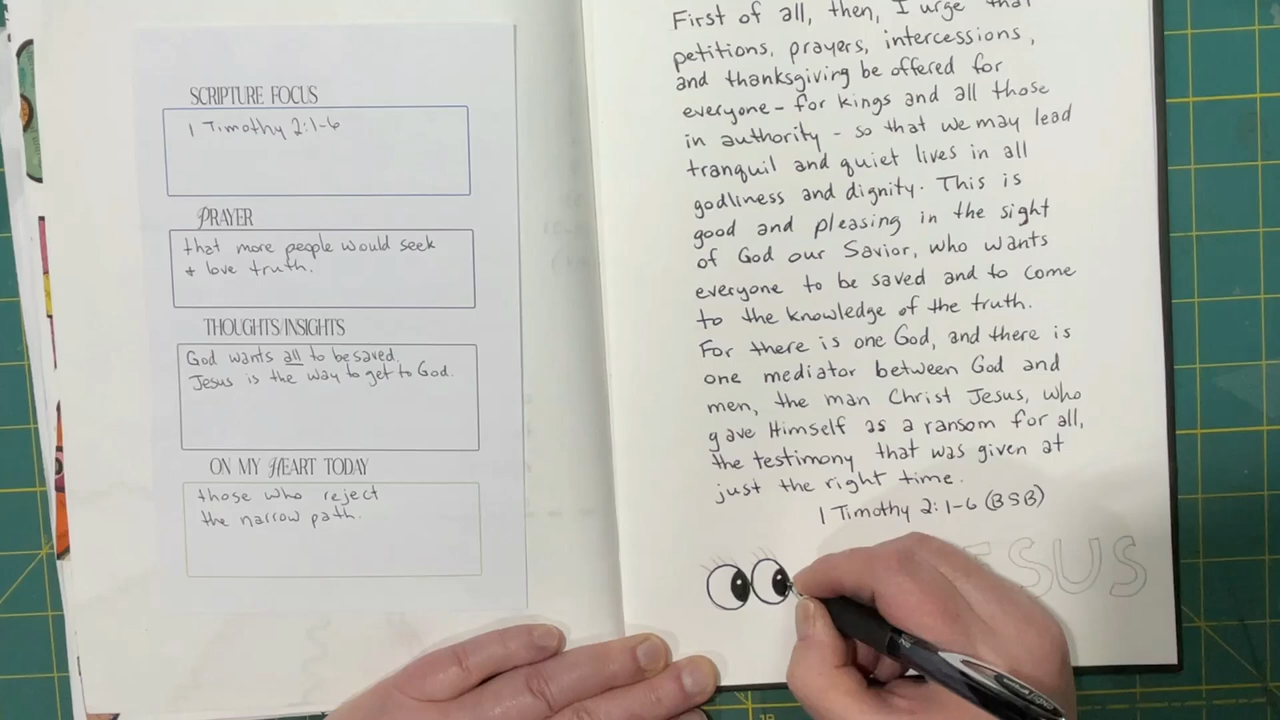 SCRIPTURE FOCUS
1 Timothy 2:1-6
PRAYER
that more people would seek
+ love truth.
THOUGHTS/INSIGHTS
God wants all to be saved.
Jesus is the way to get to God.
ON MY HEART TODAY
those who reject
the narrow path.
First of all, then, I urge that
petitions, prayers, intercessions,
and thanksgiving be offered for
everyone - for kings and all those
in authority - so that we may lead
tranquil and quiet lives in all
godliness and dignity. This is
good and pleasing in the sight
of God our Savior, who wants
everyone to be saved and to come
to the knowledge of the truth.
For there is one God, and there is
one mediator between God and
men, the man Christ Jesus, who
gave Himself as a ransom for all,
the testimony that was given at
just the right time.
1 Timothy 2:1-6 (BSB)
ESUS